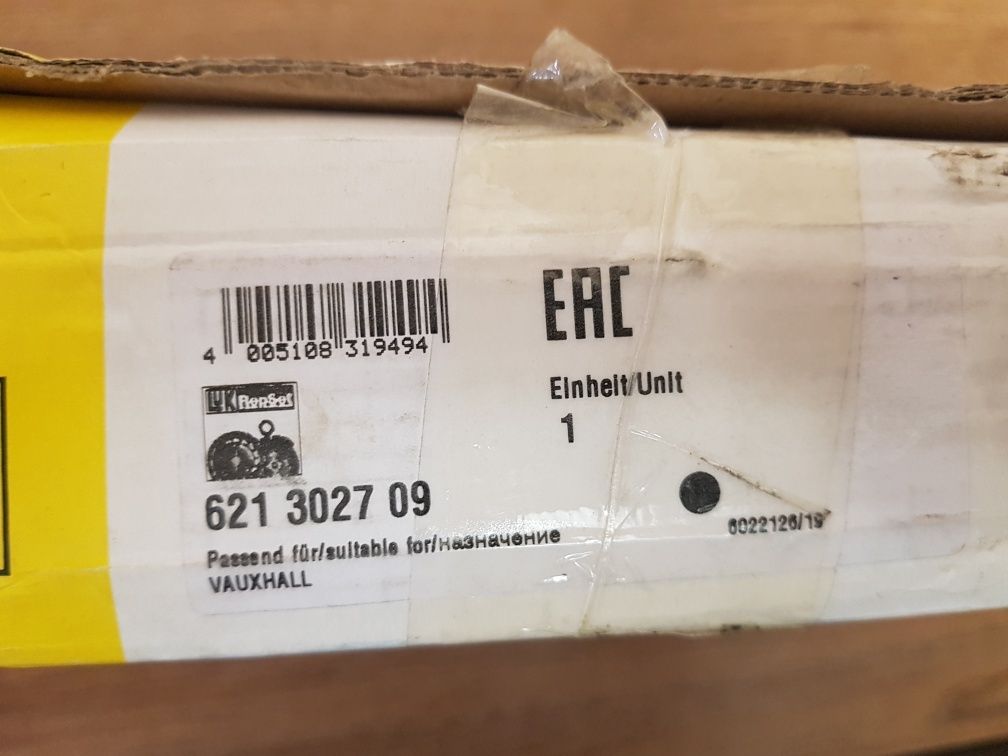 4 005108 319494
EAC
LuK RepSet
Einheit/Unit
1
621 3027 09
6022126/19
Passend für/suitable for/назначение
VAUXHALL